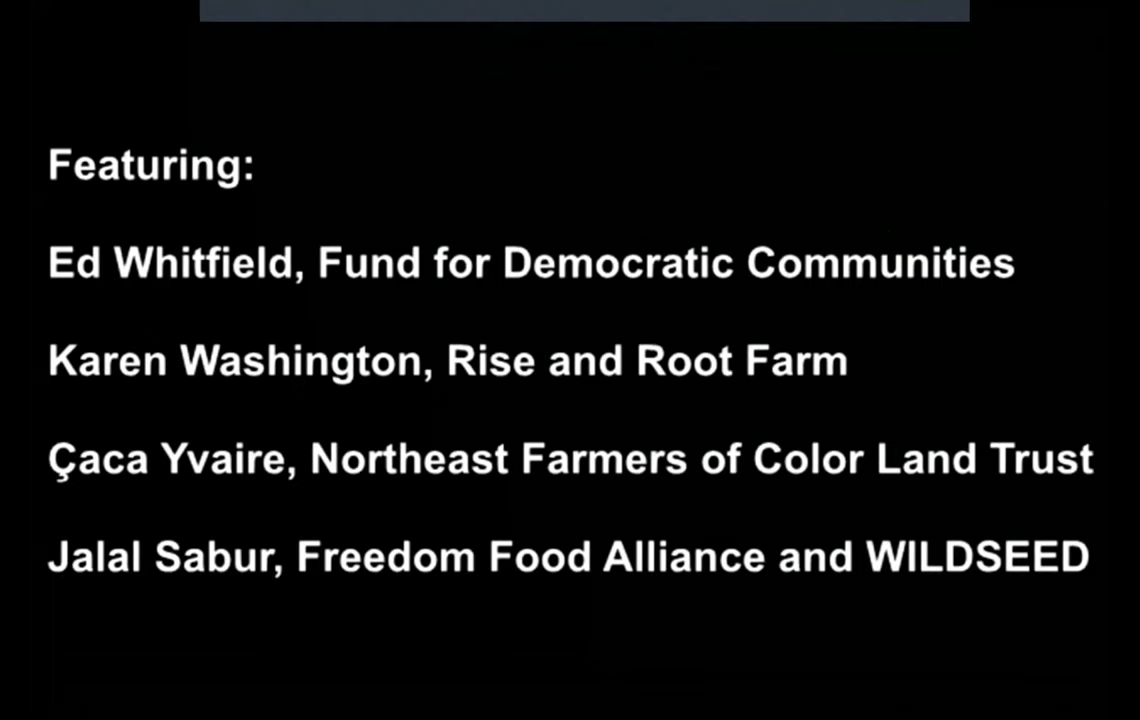 Featuring:
Ed Whitfield, Fund for Democratic Communities
Karen Washington, Rise and Root Farm
Çaca Yvaire, Northeast Farmers of Color Land Trust
Jalal Sabur, Freedom Food Alliance and WILDSEED